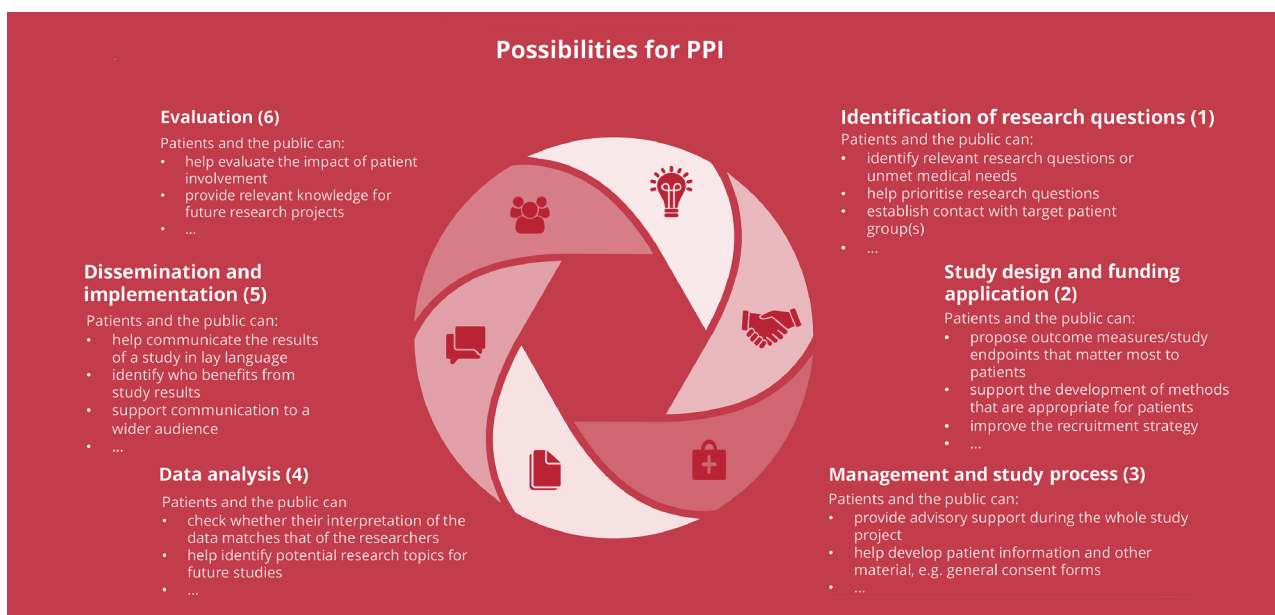 Possibilities for PPI
Identification of research questions (1)
Patients and the public can:
• identify relevant research questions or
unmet medical needs
• help prioritise research questions
• establish contact with target patient
group(s)
• ...
Study design and funding
application (2)
Patients and the public can:
• propose outcome measures/study
endpoints that matter most to
patients
• support the development of methods
that are appropriate for patients
• improve the recruitment strategy
• ...
Management and study process (3)
Patients and the public can:
• provide advisory support during the whole study
project
• help develop patient information and other
material, e.g. general consent forms
• ...
Data analysis (4)
Patients and the public can
• check whether their interpretation of the
data matches that of the researchers
• help identify potential research topics for
future studies
• ...
Dissemination and
implementation (5)
Patients and the public can:
• help communicate the results
of a study in lay language
• identify who benefits from
study results
• support communication to a
wider audience
• ...
Evaluation (6)
Patients and the public can:
• help evaluate the impact of patient
involvement
• provide relevant knowledge for
future research projects
• ...